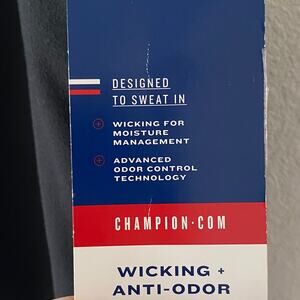 DESIGNED
TO SWEAT IN
WICKING FOR
MOISTURE
MANAGEMENT
ADVANCED
ODOR CONTROL
TECHNOLOGY
CHAMPION·COM
WICKING +
ANTI-ODOR